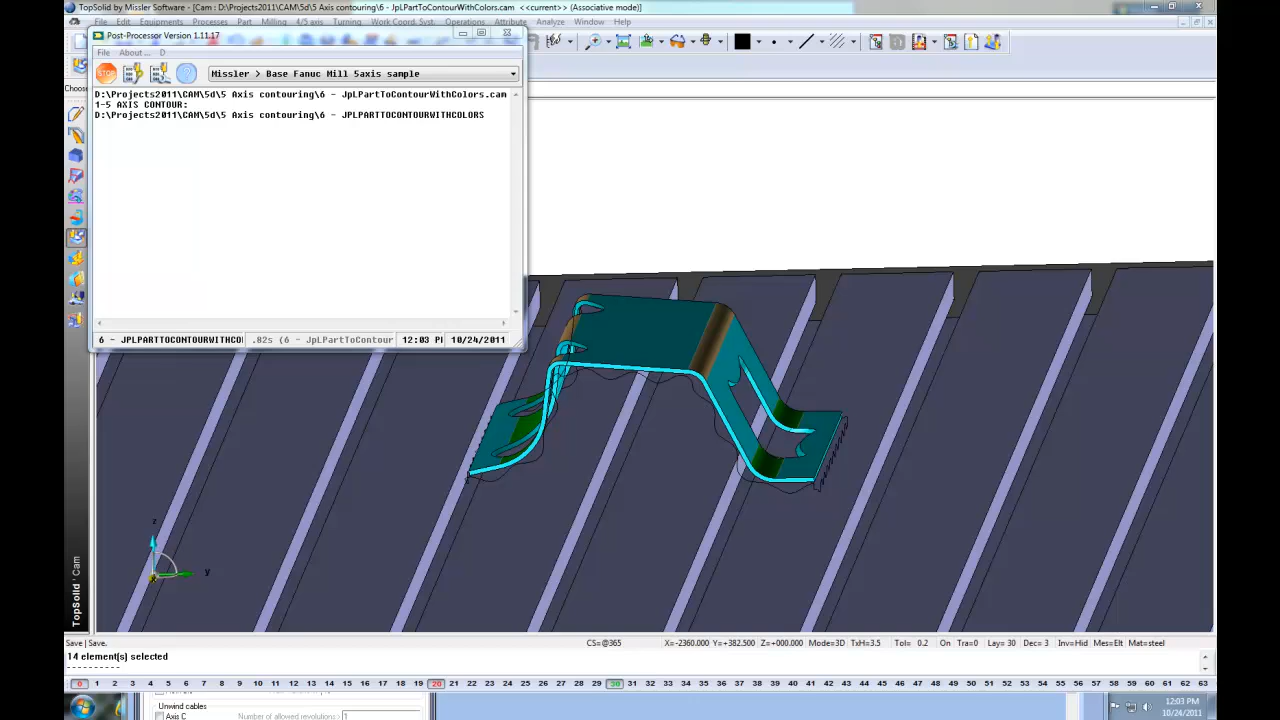 TopSolid by Missler Software - [Cam : D:\Projects2011\CAM\5d\5 Axis contouring\6 - JpLPartToContourWithColors.cam <<current>> (Associative mode)]
File Edit Equipments Processes Part Milling 4/5 axis Turning Work Coord. Syst. Operations Attribute Analyze Window Help
Post-Processor Version 1.11.17
File About ... D
STOP
Missler > Base Fanuc Mill 5axis sample
Choos
D:\Projects2011\CAM\5d\5 Axis contouring\6 - JpLPartToContourWithColors.cam
1-5 AXIS CONTOUR:
D:\Projects2011\CAM\5d\5 Axis contouring\6 - JPLPARTTOCONTOURWITHCOLORS
6 - JPLPARTTOCONTOURWITHCO .82s (6 - JpLPartToContour 12:03 P 10/24/2011
z
y
TopSolid ' Cam
Save | Save. CS=@365 X=-2360.000 Y=+382.500 Z=+000.000 Mode=3D TxH=3.5 Tol= 0.2 On Tra=0 Lay= 30 Dec= 3 Inv=Hid Mes=Elt Mat=steel
14 element(s) selected
0 1 2 3 4 5 6 7 8 9 10 11 12 13 14 15 16 17 18 19 20 21 22 23 24 25 26 27 28 29 30 31 32 33 34 35 36 37 38 39 40 41 42 43 44 45 46 47 48 49 50 51 52 53 54 55 56 57 58 59 60 61 62 63
Unwind cables
Axis C Number of allowed revolutions: 1
12:03 PM
10/24/2011